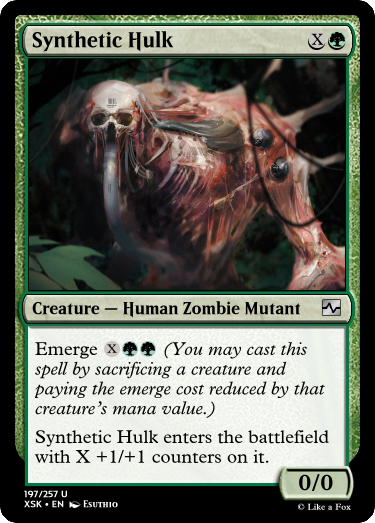 Synthetic Hulk X
Creature — Human Zombie Mutant
Emerge X (You may cast this
spell by sacrificing a creature and
paying the emerge cost reduced by that
creature's mana value.)
Synthetic Hulk enters the battlefield
with X +1/+1 counters on it.
0/0
197/257 U
XSK • EN Esuthio
© Like a Fox